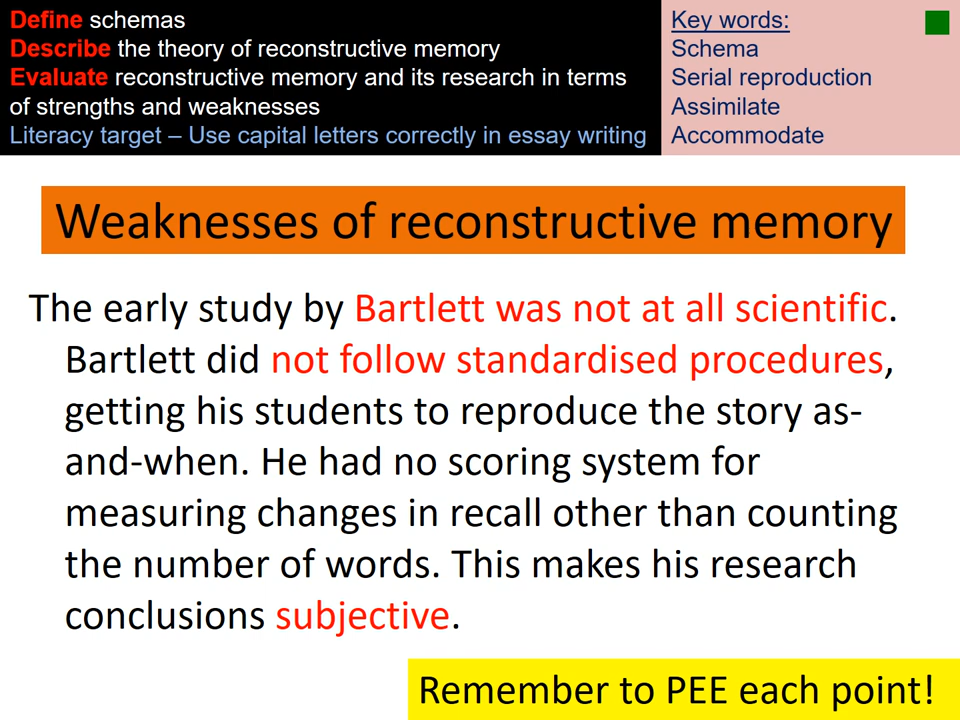 Define schemas
Describe the theory of reconstructive memory
Evaluate reconstructive memory and its research in terms
of strengths and weaknesses
Literacy target – Use capital letters correctly in essay writing
Key words:
Schema
Serial reproduction
Assimilate
Accommodate
Weaknesses of reconstructive memory
The early study by Bartlett was not at all scientific.
Bartlett did not follow standardised procedures,
getting his students to reproduce the story as-
and-when. He had no scoring system for
measuring changes in recall other than counting
the number of words. This makes his research
conclusions subjective.
Remember to PEE each point!